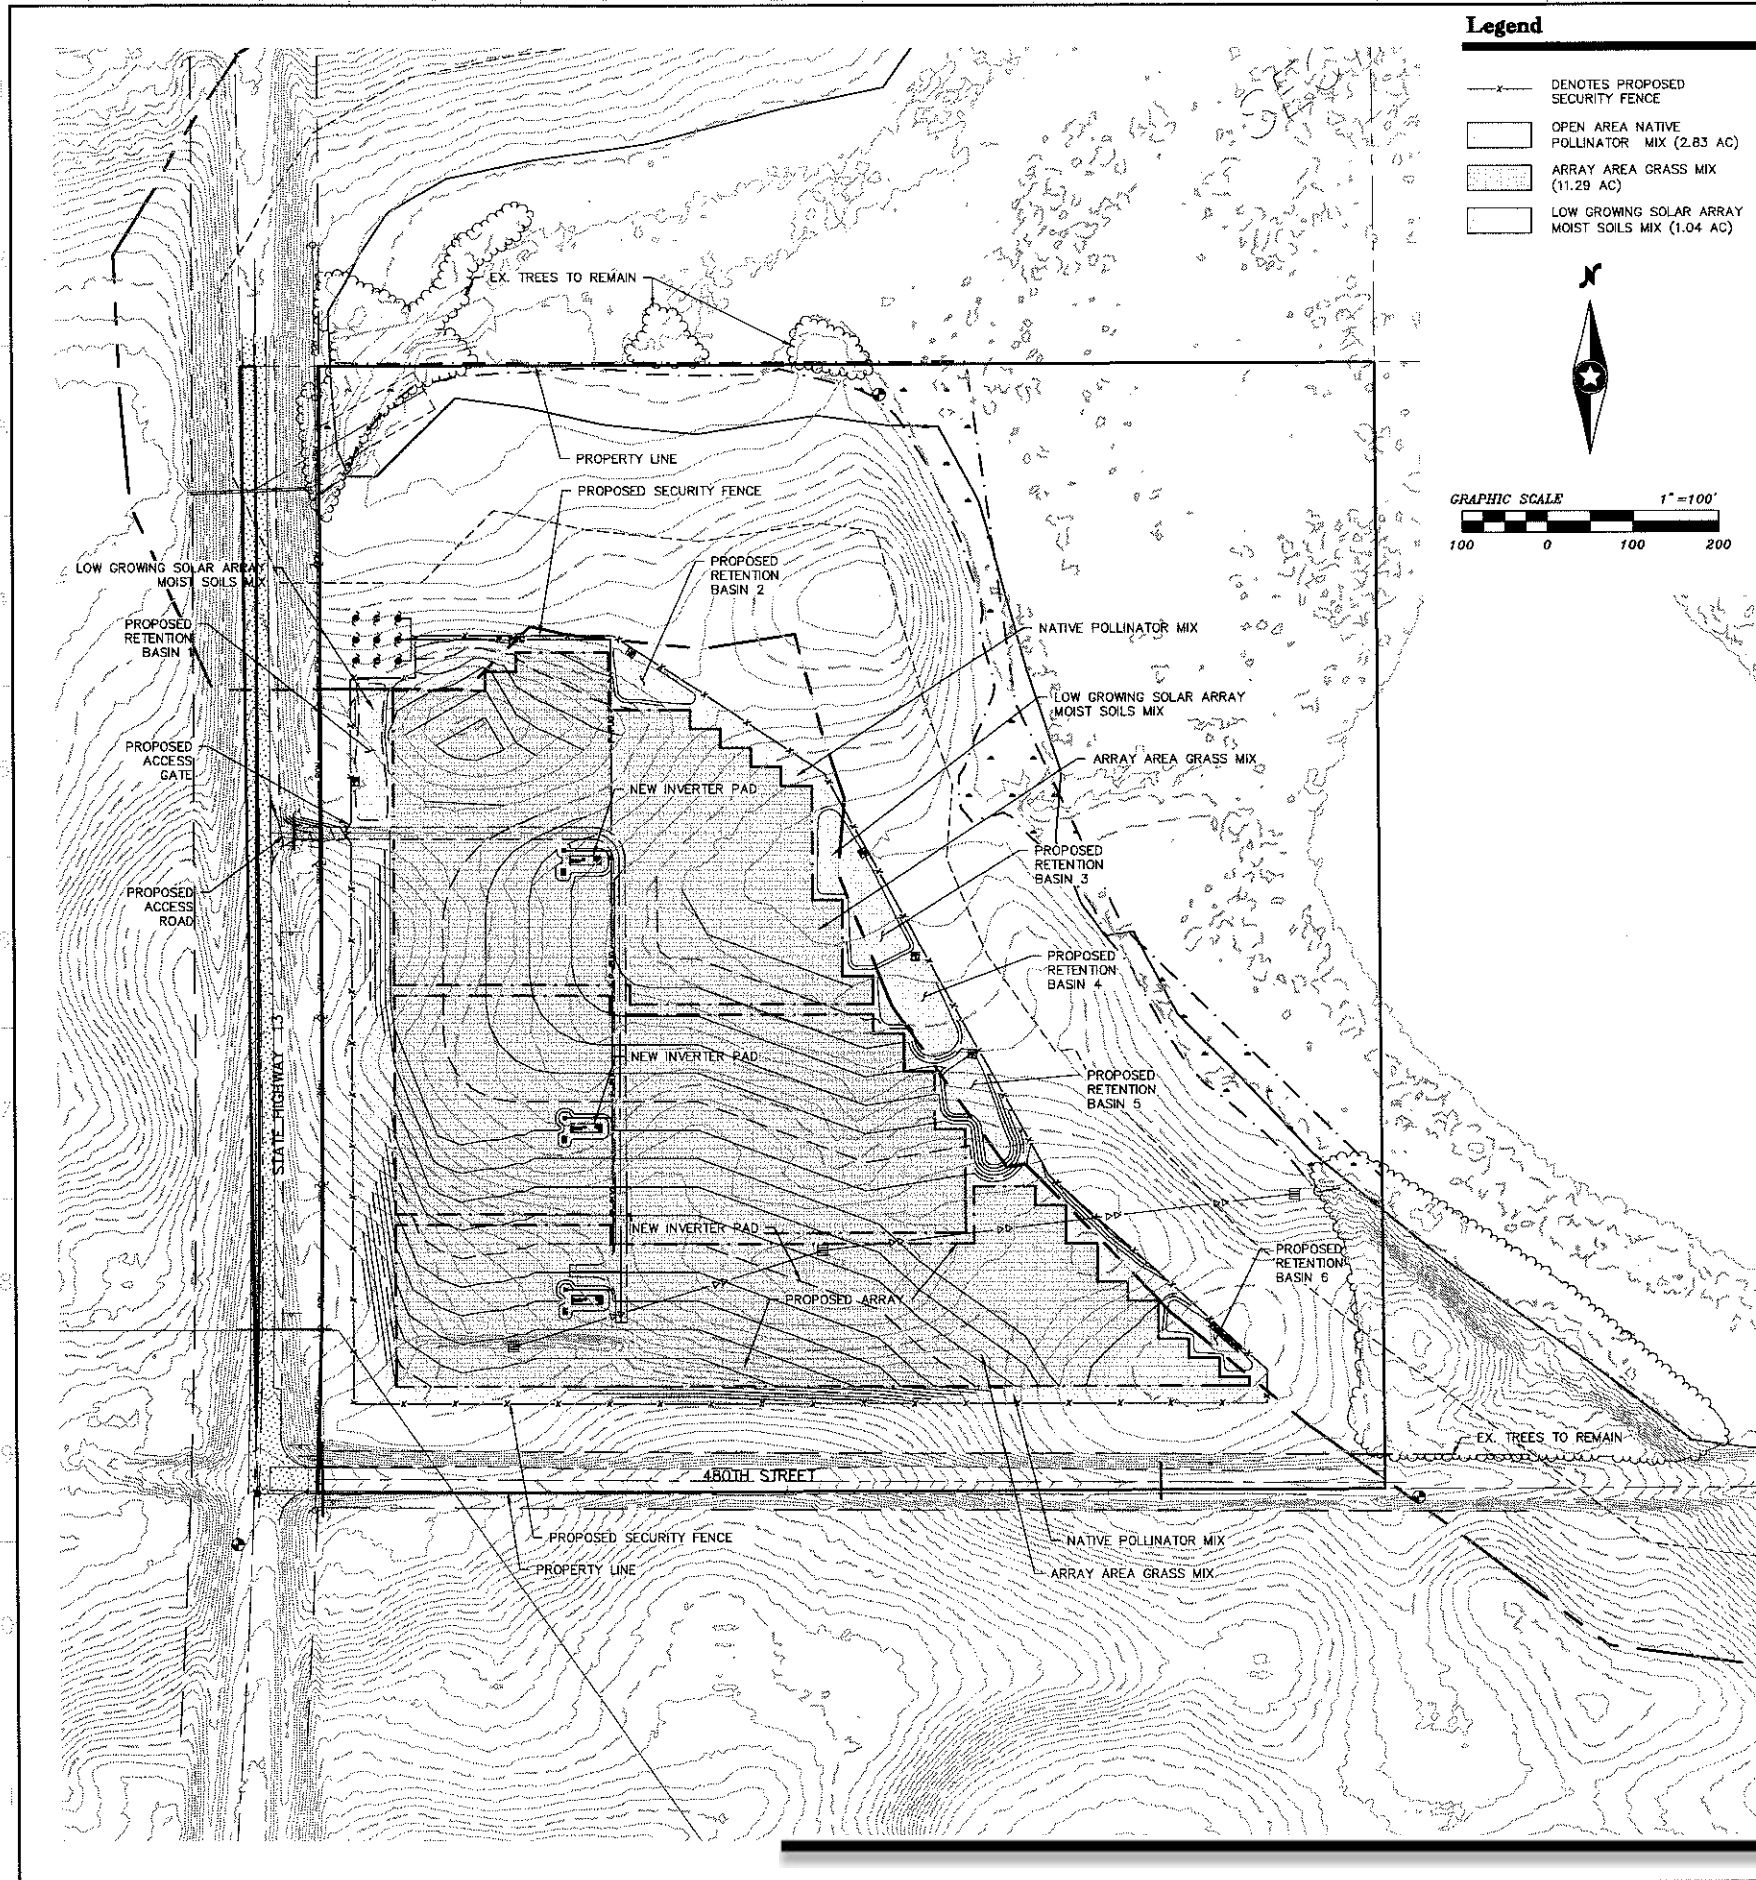 Legend
DENOTES PROPOSED
SECURITY FENCE
OPEN AREA NATIVE
POLLINATOR MIX (2.83 AC)
ARRAY AREA GRASS MIX
(11.29 AC)
LOW GROWING SOLAR ARRAY
MOIST SOILS MIX (1.04 AC)
N
GRAPHIC SCALE 1"=100'
100 0 100 200
EX. TREES TO REMAIN
PROPERTY LINE
PROPOSED SECURITY FENCE
LOW GROWING SOLAR ARRAY
MOIST SOILS MIX
PROPOSED
RETENTION
BASIN 2
PROPOSED
RETENTION
BASIN 1
NATIVE POLLINATOR MIX
LOW GROWING SOLAR ARRAY
MOIST SOILS MIX
PROPOSED
ACCESS
GATE
ARRAY AREA GRASS MIX
NEW INVERTER PAD
PROPOSED
RETENTION
BASIN 3
PROPOSED
ACCESS
ROAD
PROPOSED
RETENTION
BASIN 4
STATE HIGHWAY 13
NEW INVERTER PAD
PROPOSED
RETENTION
BASIN 5
NEW INVERTER PAD
PROPOSED
RETENTION
BASIN 6
PROPOSED ARRAY
EX. TREES TO REMAIN
480TH STREET
PROPOSED SECURITY FENCE
PROPERTY LINE
NATIVE POLLINATOR MIX
ARRAY AREA GRASS MIX